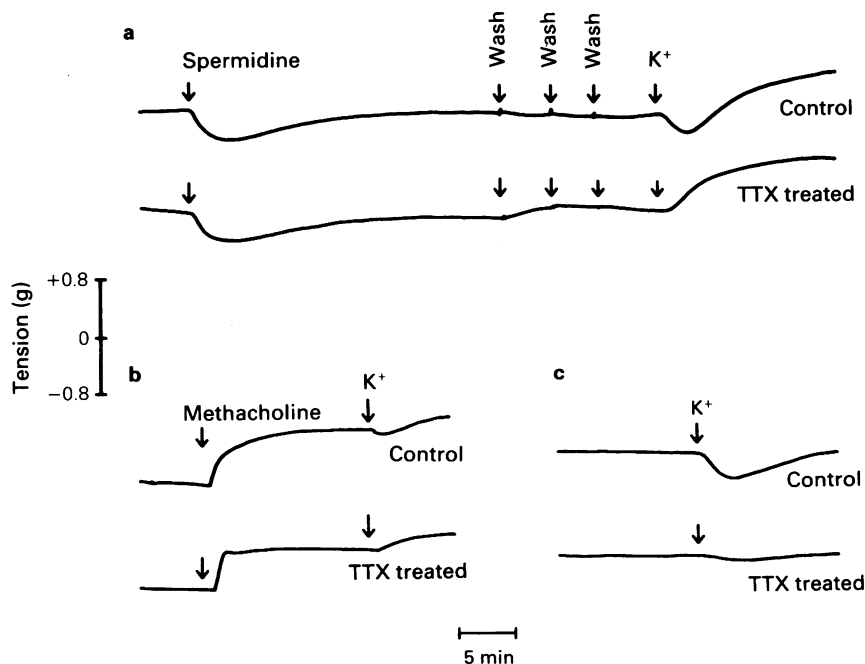 a
Spermidine
Wash
Wash
Wash
K+
Control
TTX treated
Tension (g)
+0.8
0
-0.8
b
Methacholine
K+
Control
TTX treated
c
K+
Control
TTX treated
5 min